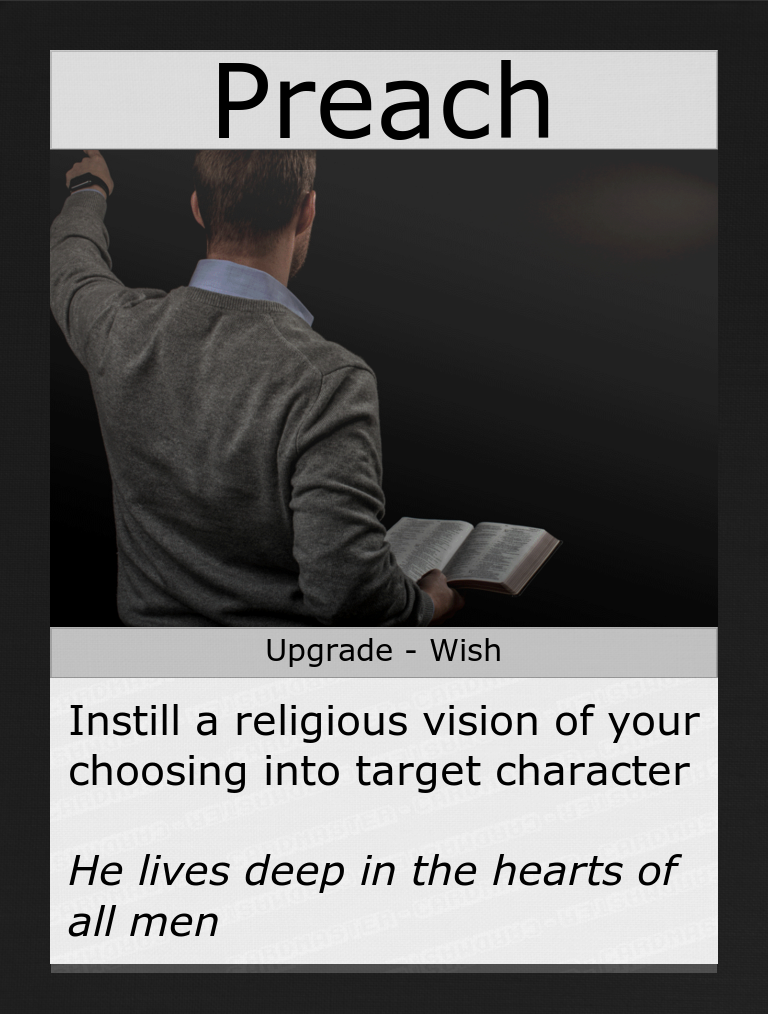 Preach
Upgrade - Wish
Instill a religious vision of your
choosing into target character
He lives deep in the hearts of
all men